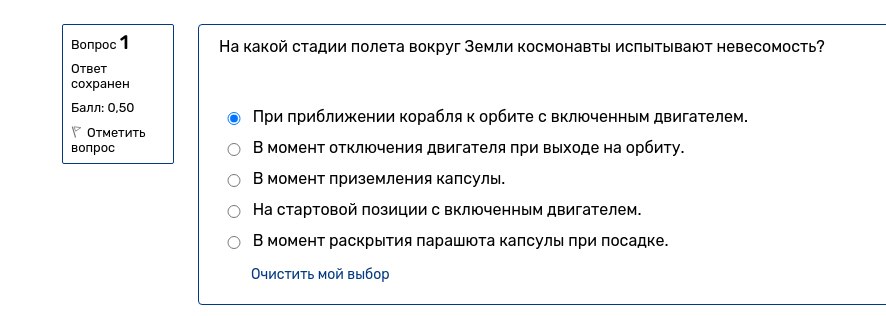 Вопрос 1
Ответ
сохранен
Балл: 0,50
Отметить
вопрос
На какой стадии полета вокруг Земли космонавты испытывают невесомость?
При приближении корабля к орбите с включенным двигателем.
В момент отключения двигателя при выходе на орбиту.
В момент приземления капсулы.
На стартовой позиции с включенным двигателем.
В момент раскрытия парашюта капсулы при посадке.
Очистить мой выбор